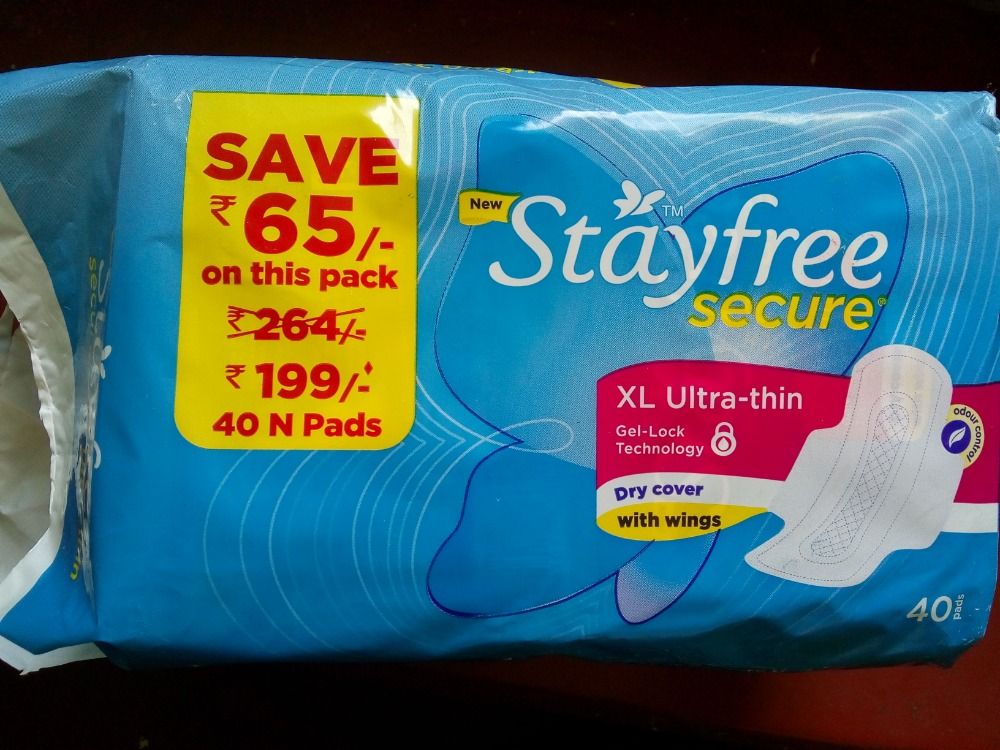 SAVE
₹65/-
on this pack
₹264/-
₹199/-♦
40 N Pads
New
Stayfree™
secure®
XL Ultra-thin
Gel-Lock
Technology
Dry cover
with wings
odour control
40 pads